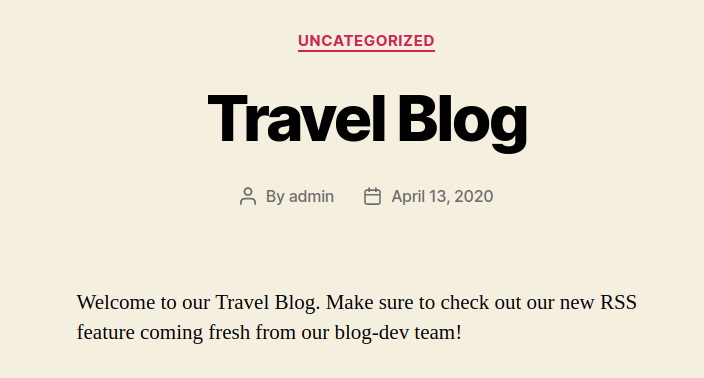 UNCATEGORIZED
Travel Blog
By admin April 13, 2020
Welcome to our Travel Blog. Make sure to check out our new RSS
feature coming fresh from our blog-dev team!